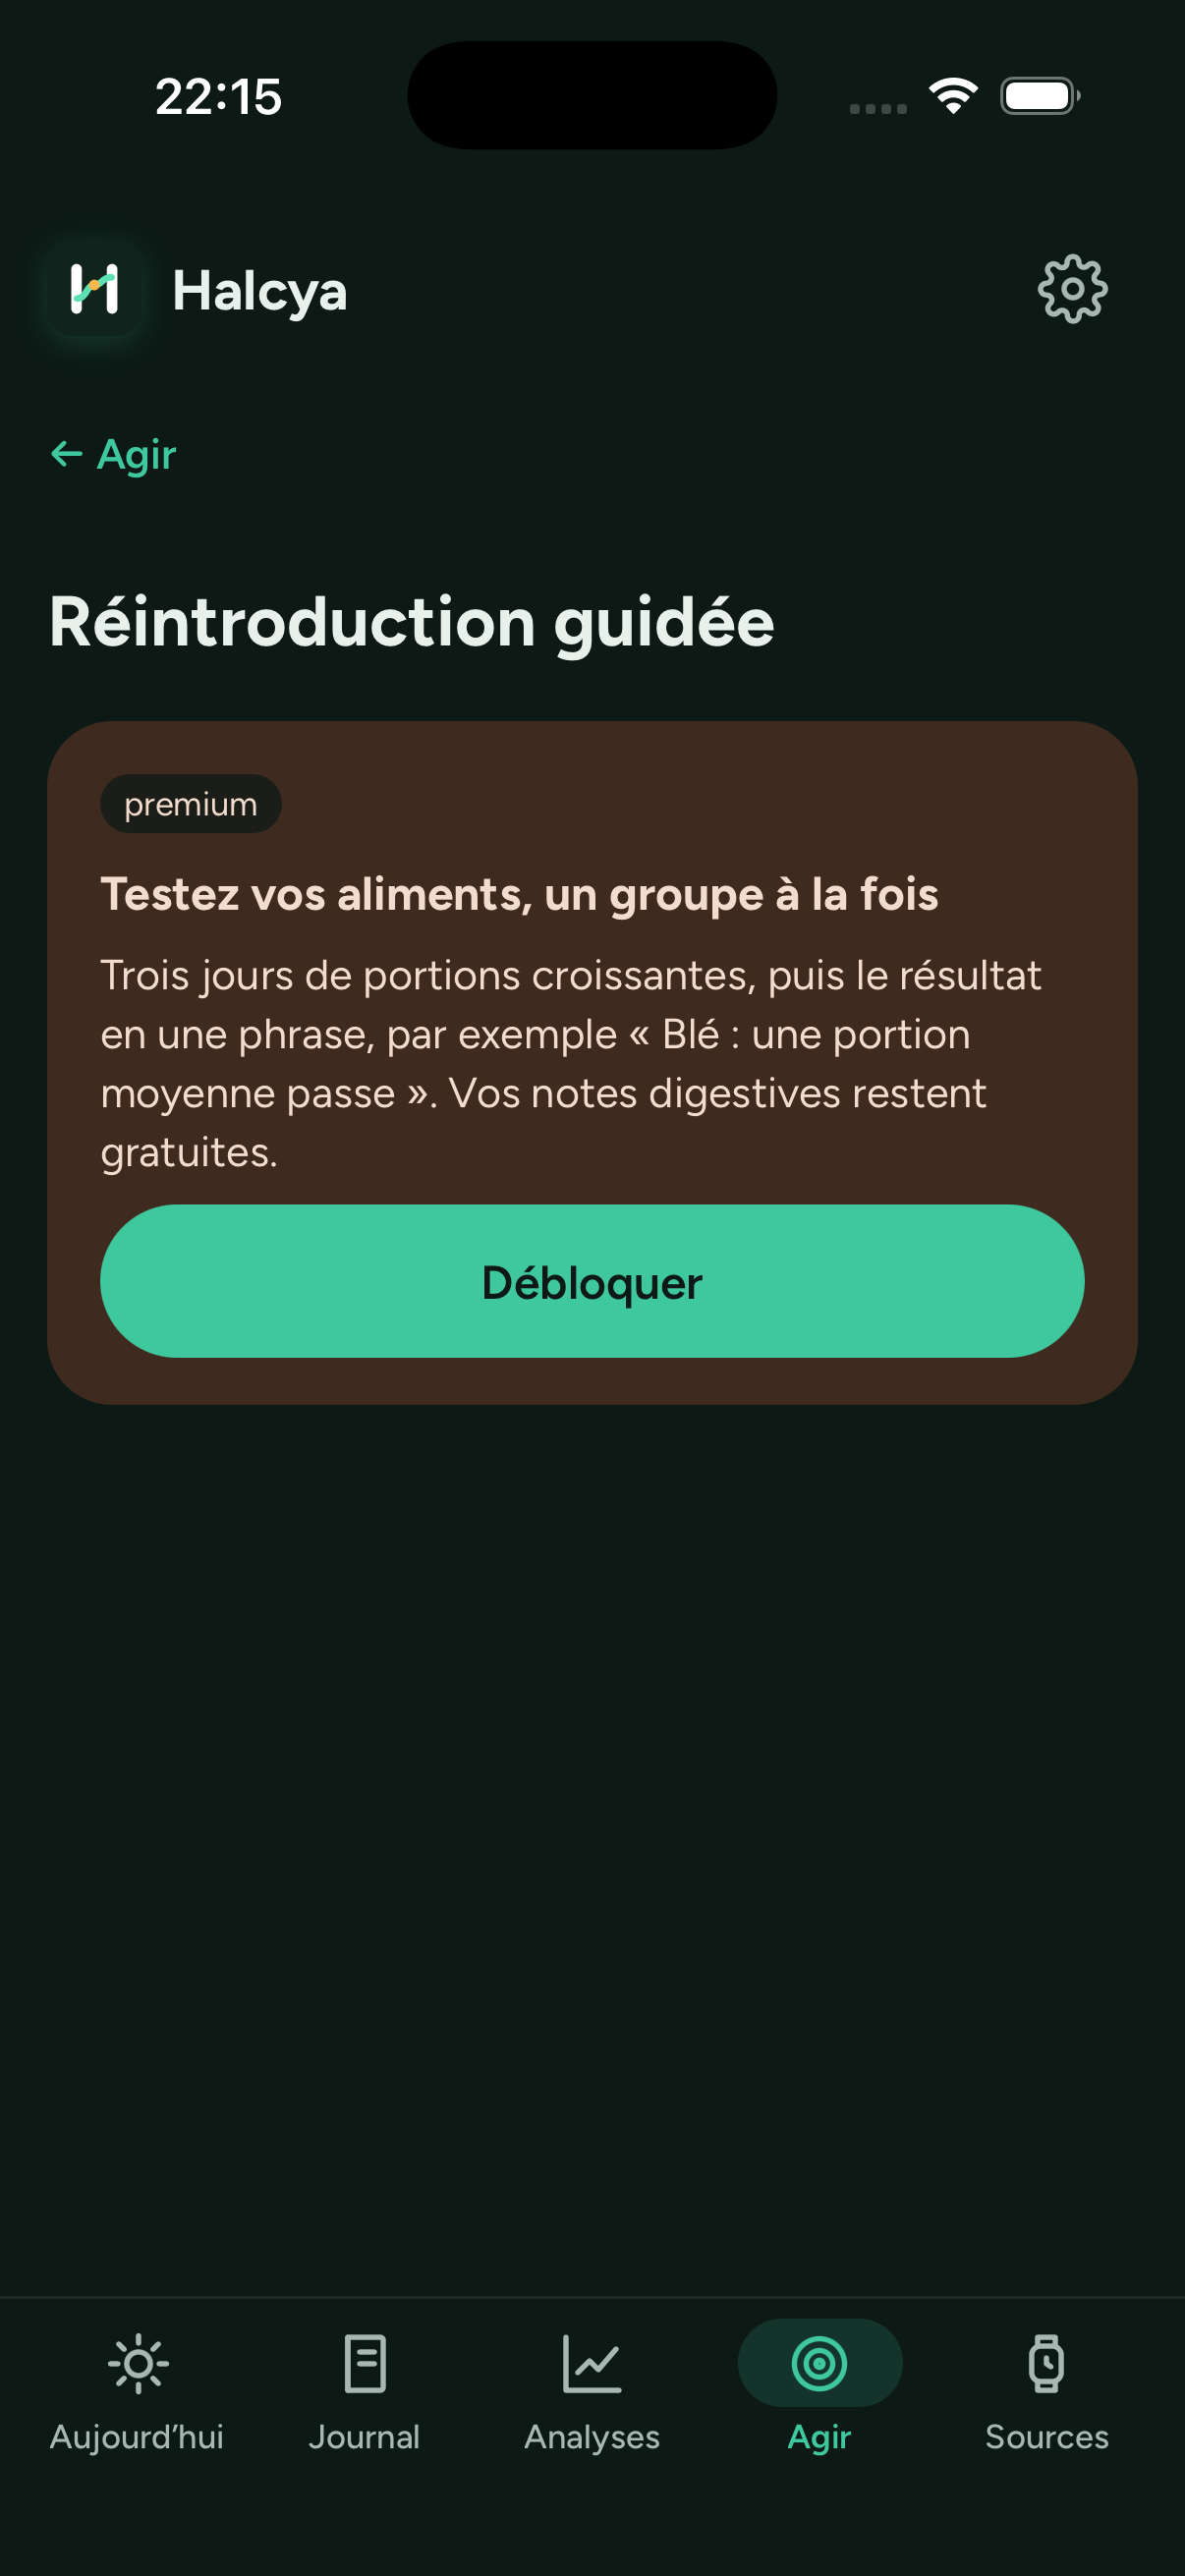 22:15
Halcya
← Agir
Réintroduction guidée
premium
Testez vos aliments, un groupe à la fois
Trois jours de portions croissantes, puis le résultat
en une phrase, par exemple « Blé : une portion
moyenne passe ». Vos notes digestives restent
gratuites.
Débloquer
Aujourd’hui Journal Analyses Agir Sources